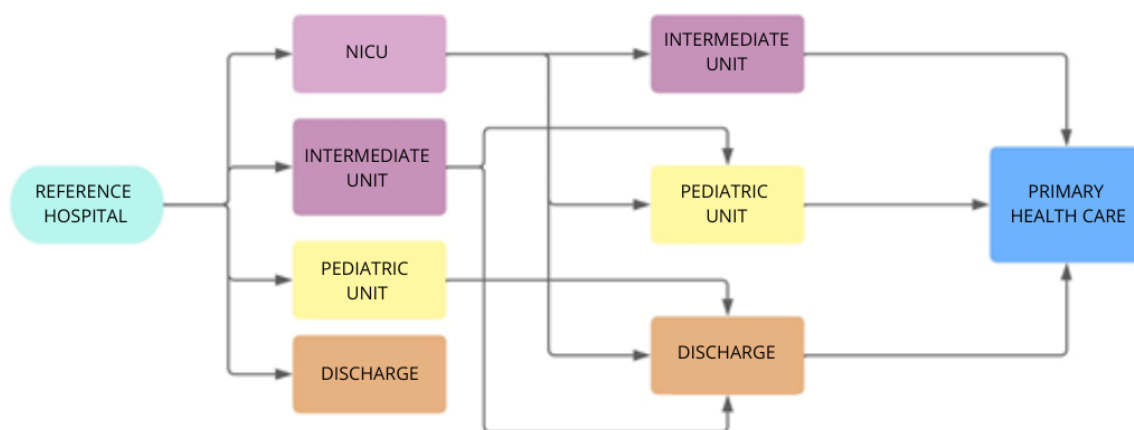 REFERENCE
HOSPITAL
NICU
INTERMEDIATE
UNIT
PEDIATRIC
UNIT
DISCHARGE
INTERMEDIATE
UNIT
PEDIATRIC
UNIT
DISCHARGE
PRIMARY
HEALTH CARE